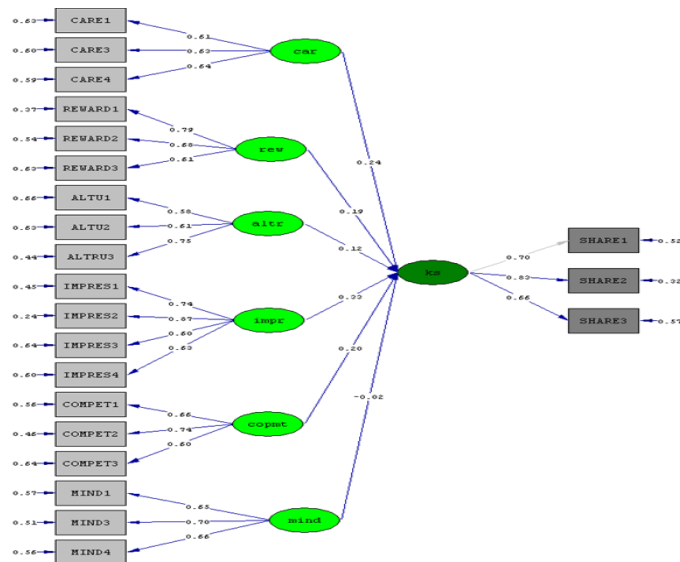 0.63 CARE1 0.61
0.60 CARE3 0.63 car
0.59 CARE4 0.64
0.37 REWARD1 0.79
0.54 REWARD2 0.68 rew
0.63 REWARD3 0.61
0.66 ALTU1 0.58
0.63 ALTU2 0.61 altr
0.44 ALTRU3 0.75
0.45 IMPRES1 0.74
0.24 IMPRES2 0.87 impr
0.64 IMPRES3 0.60
0.60 IMPRES4 0.63
0.56 COMPET1 0.66
0.46 COMPET2 0.74 copmt
0.64 COMPET3 0.60
0.57 MIND1 0.65
0.51 MIND3 0.70 mind
0.56 MIND4 0.66
0.24
0.19
0.12
0.33
0.20
-0.02
ks
0.70 SHARE1 0.52
0.83 SHARE2 0.32
0.66 SHARE3 0.57